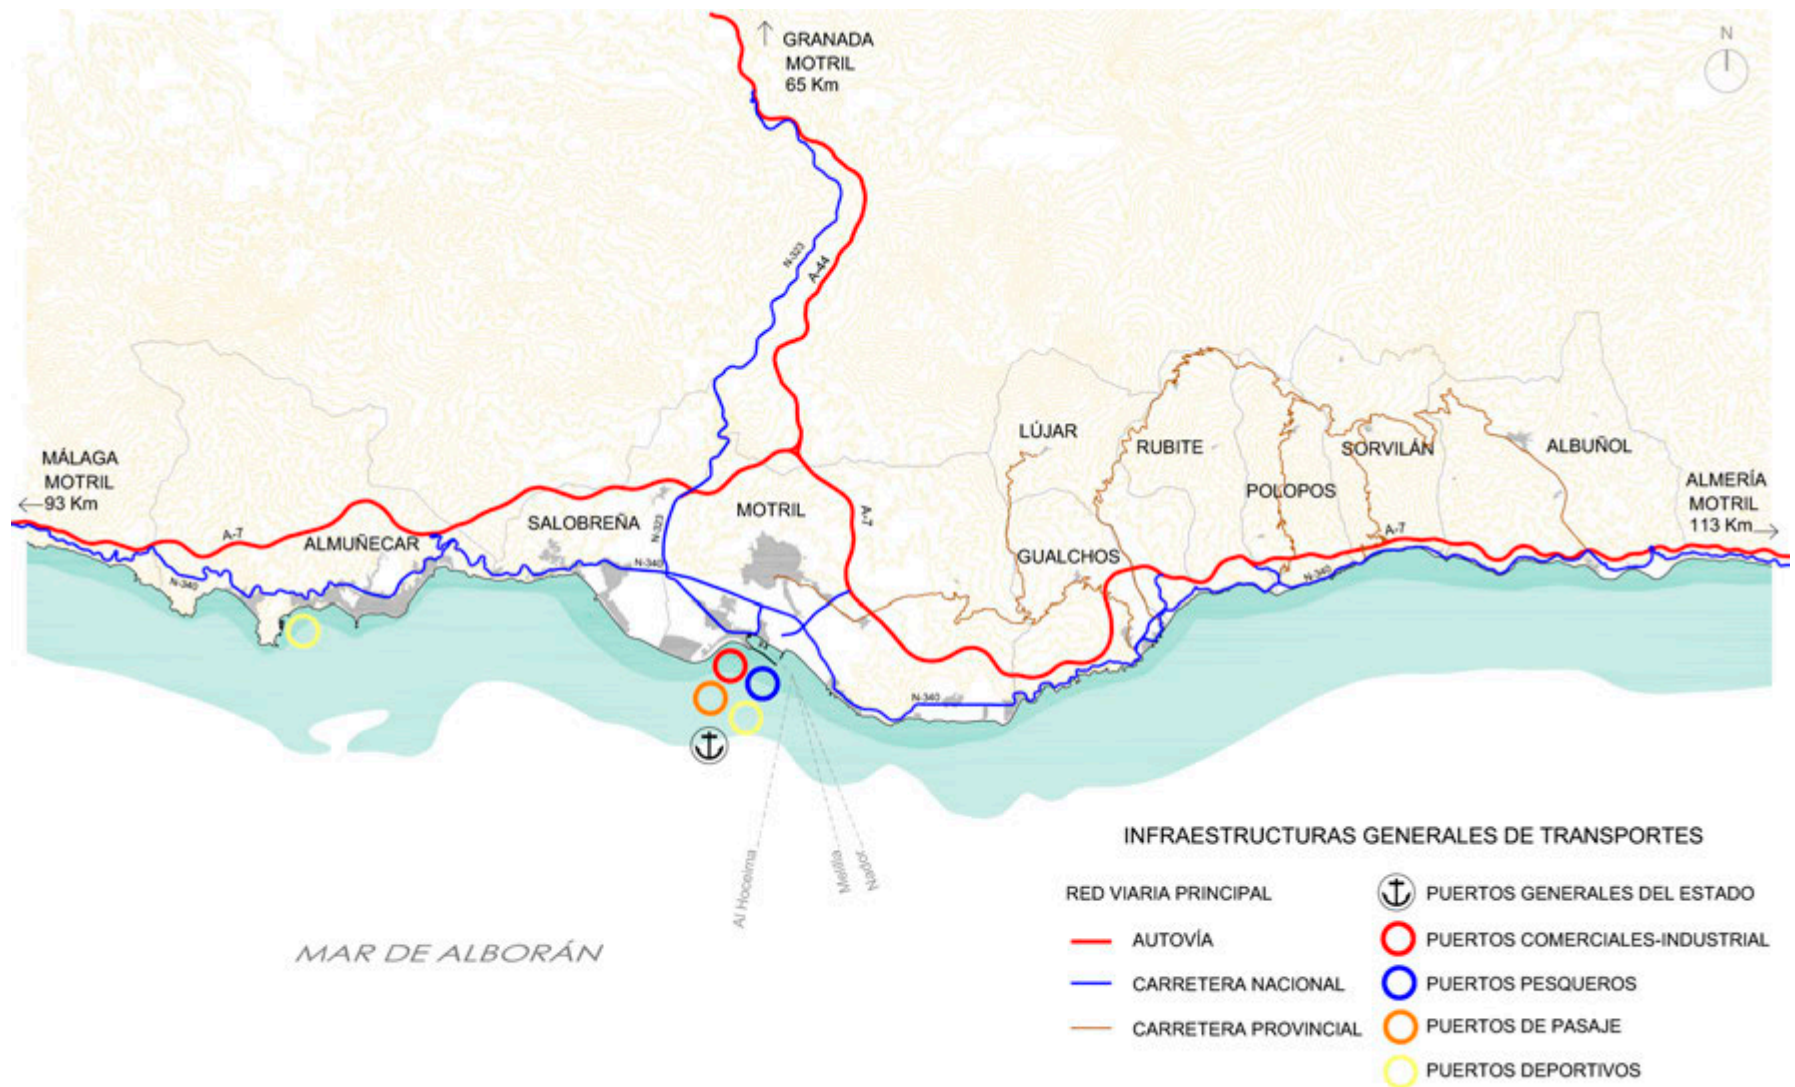 GRANADA
MOTRIL
65 Km
N
N-323
A-44
MÁLAGA
MOTRIL
93 Km
LÚJAR
RUBITE
SORVILÁN
ALBUÑOL
POLOPOS
ALMERÍA
MOTRIL
113 Km
A-7
ALMUÑECAR
SALOBREÑA
N-323
MOTRIL
A-7
GUALCHOS
A-7
N-340
N-340
N-340
N-340
Al Hoceima
Melilla
Nador
MAR DE ALBORÁN
INFRAESTRUCTURAS GENERALES DE TRANSPORTES
RED VIARIA PRINCIPAL
AUTOVÍA
CARRETERA NACIONAL
CARRETERA PROVINCIAL
PUERTOS GENERALES DEL ESTADO
PUERTOS COMERCIALES-INDUSTRIAL
PUERTOS PESQUEROS
PUERTOS DE PASAJE
PUERTOS DEPORTIVOS